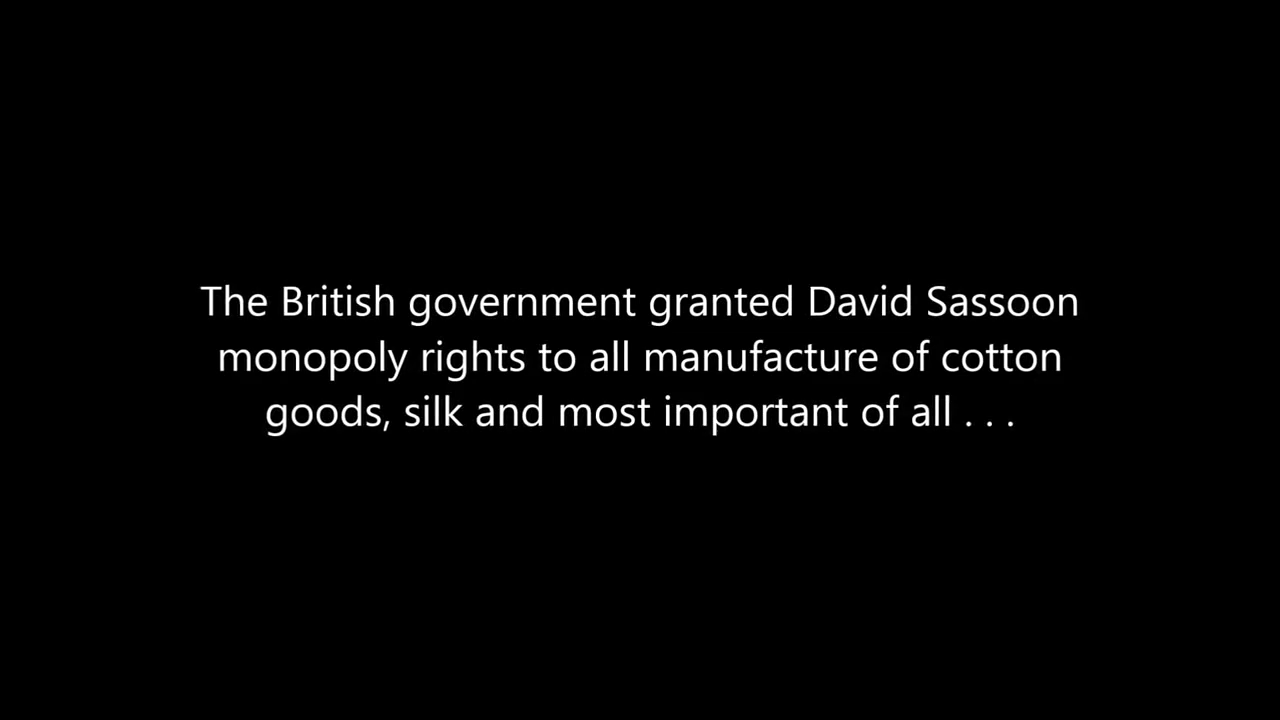 The British government granted David Sassoon
monopoly rights to all manufacture of cotton
goods, silk and most important of all . . .